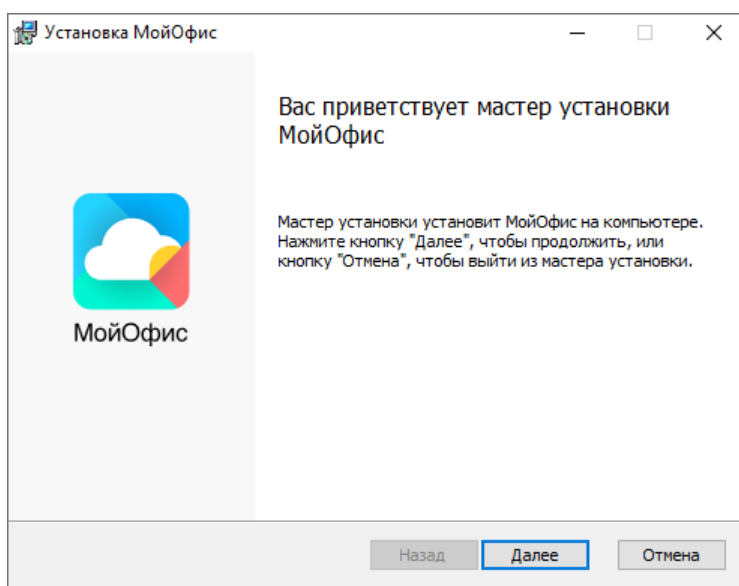 Установка МойОфис
Вас приветствует мастер установки
МойОфис
Мастер установки установит МойОфис на компьютере.
Нажмите кнопку "Далее", чтобы продолжить, или
кнопку "Отмена", чтобы выйти из мастера установки.
МойОфис
Назад
Далее
Отмена